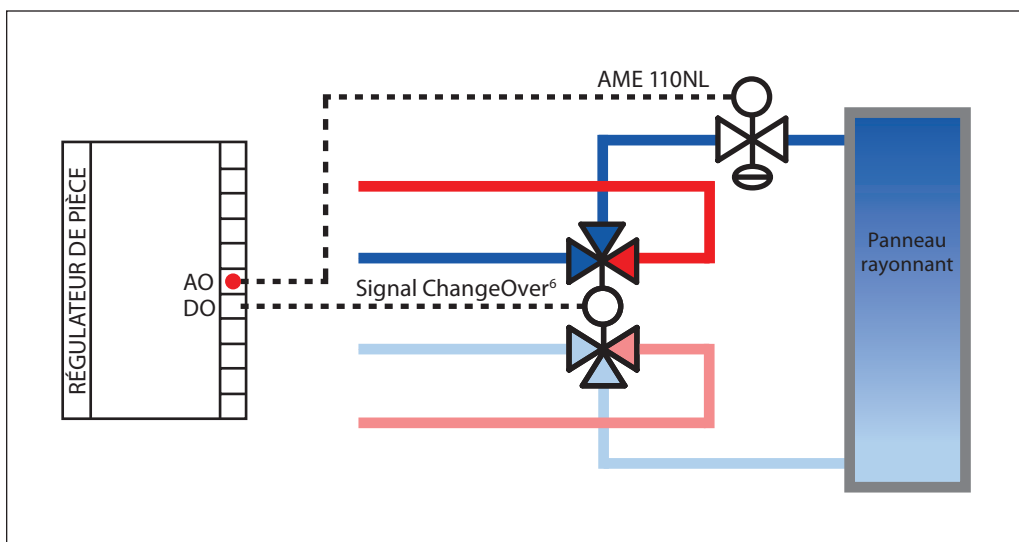 AME 110NL
RÉGULATEUR DE PIÈCE
AO
DO
Signal ChangeOver⁶
Panneau
rayonnant